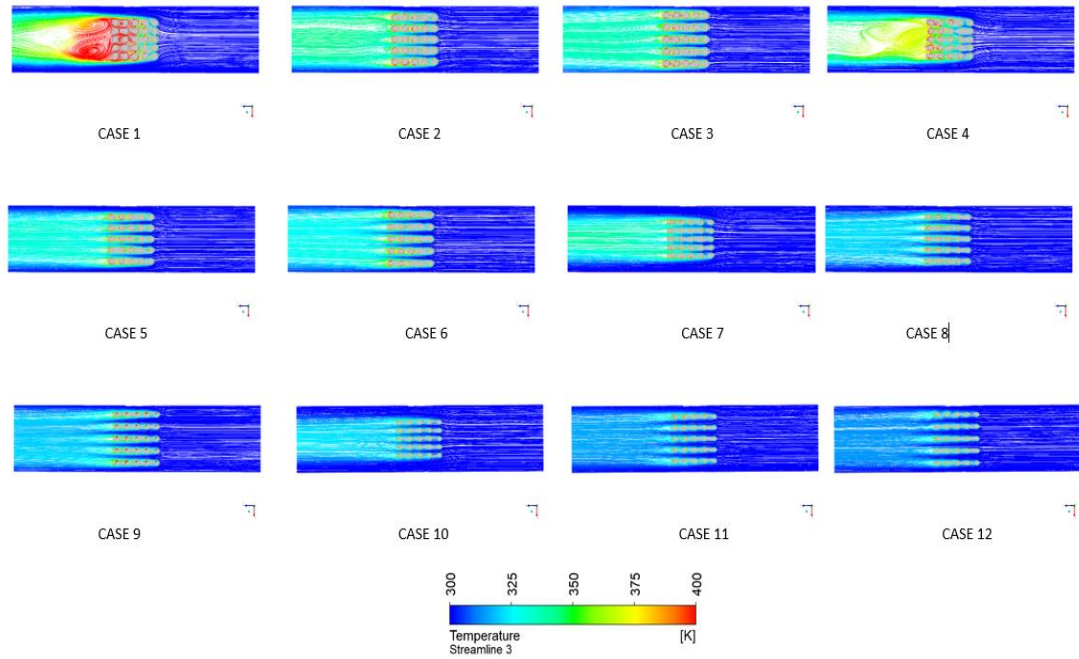 CASE 1
CASE 2
CASE 3
CASE 4
CASE 5
CASE 6
CASE 7
CASE 8
CASE 9
CASE 10
CASE 11
CASE 12
300 325 350 375 400
Temperature [K]
Streamline 3